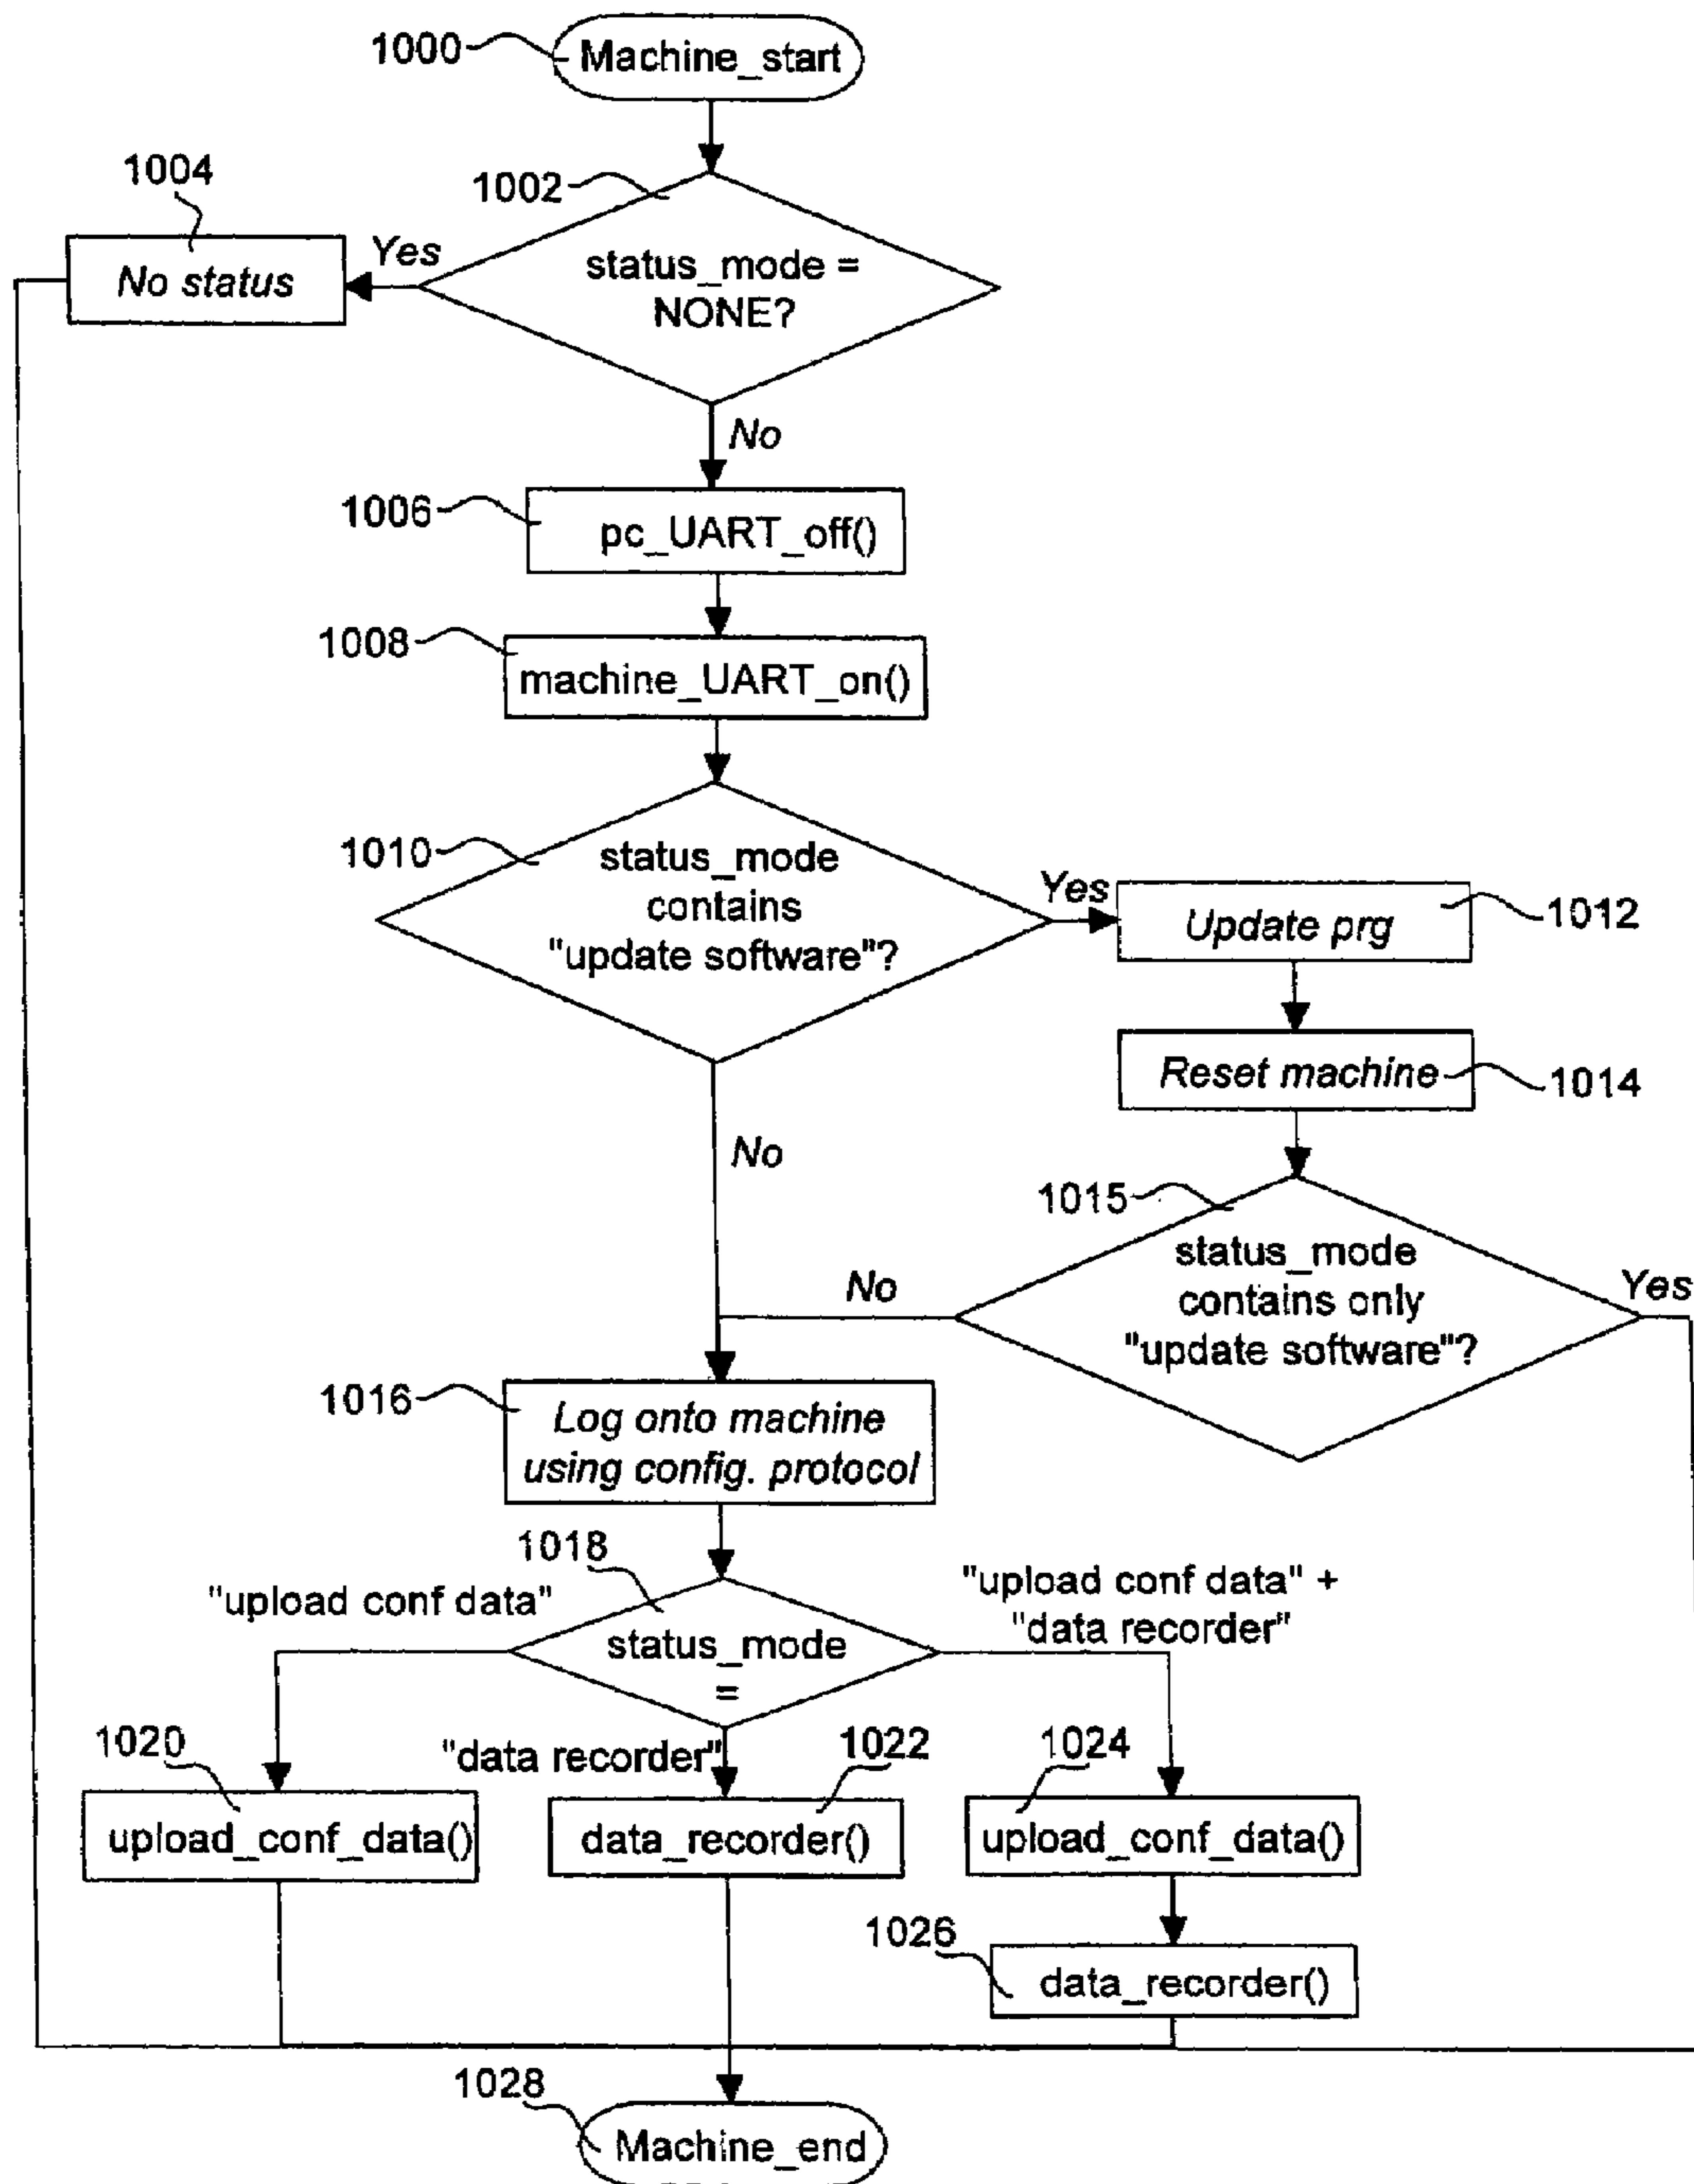 1000
Machine_start
1004
1002
Yes
No status
status_mode =
NONE?
No
1006
pc_UART_off()
1008
machine_UART_on()
1010
status_mode
contains
"update software"?
Yes
Update prg
1012
Reset machine
1014
No
1015
status_mode
contains only
"update software"?
No
Yes
1016
Log onto machine
using config. protocol
1018
"upload conf data"
"upload conf data" +
"data recorder"
status_mode
=
1020
"data recorder"
1022
1024
upload_conf_data()
data_recorder()
upload_conf_data()
1026
data_recorder()
1028
Machine_end